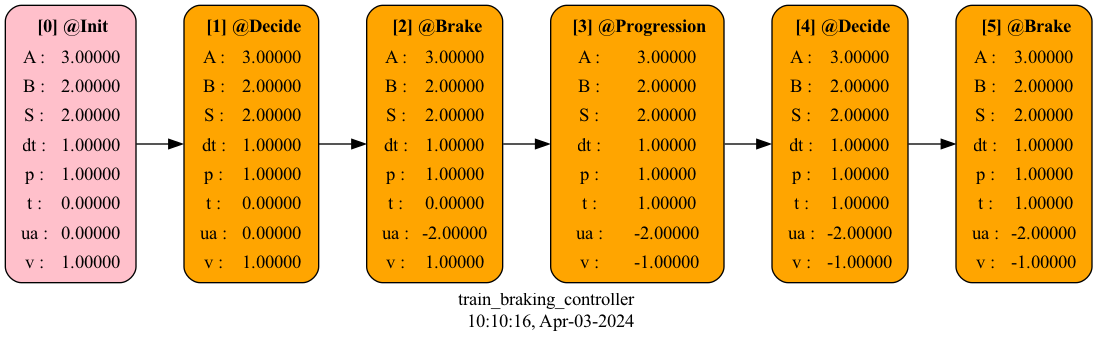 [0] @Init
A : 3.00000
B : 2.00000
S : 2.00000
dt : 1.00000
p : 1.00000
t : 0.00000
ua : 0.00000
v : 1.00000
[1] @Decide
A : 3.00000
B : 2.00000
S : 2.00000
dt : 1.00000
p : 1.00000
t : 0.00000
ua : 0.00000
v : 1.00000
[2] @Brake
A : 3.00000
B : 2.00000
S : 2.00000
dt : 1.00000
p : 1.00000
t : 0.00000
ua : -2.00000
v : 1.00000
[3] @Progression
A : 3.00000
B : 2.00000
S : 2.00000
dt : 1.00000
p : 1.00000
t : 1.00000
ua : -2.00000
v : -1.00000
[4] @Decide
A : 3.00000
B : 2.00000
S : 2.00000
dt : 1.00000
p : 1.00000
t : 1.00000
ua : -2.00000
v : -1.00000
[5] @Brake
A : 3.00000
B : 2.00000
S : 2.00000
dt : 1.00000
p : 1.00000
t : 1.00000
ua : -2.00000
v : -1.00000
train_braking_controller
10:10:16, Apr-03-2024